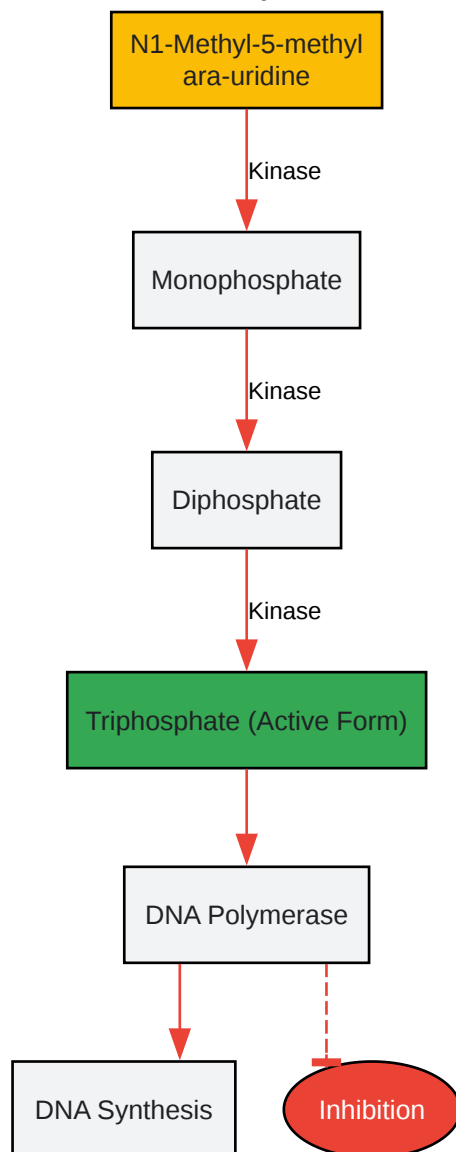 N1-Methyl-5-methyl
ara-uridine
Kinase
Monophosphate
Kinase
Diphosphate
Kinase
Triphosphate (Active Form)
DNA Polymerase
DNA Synthesis
Inhibition